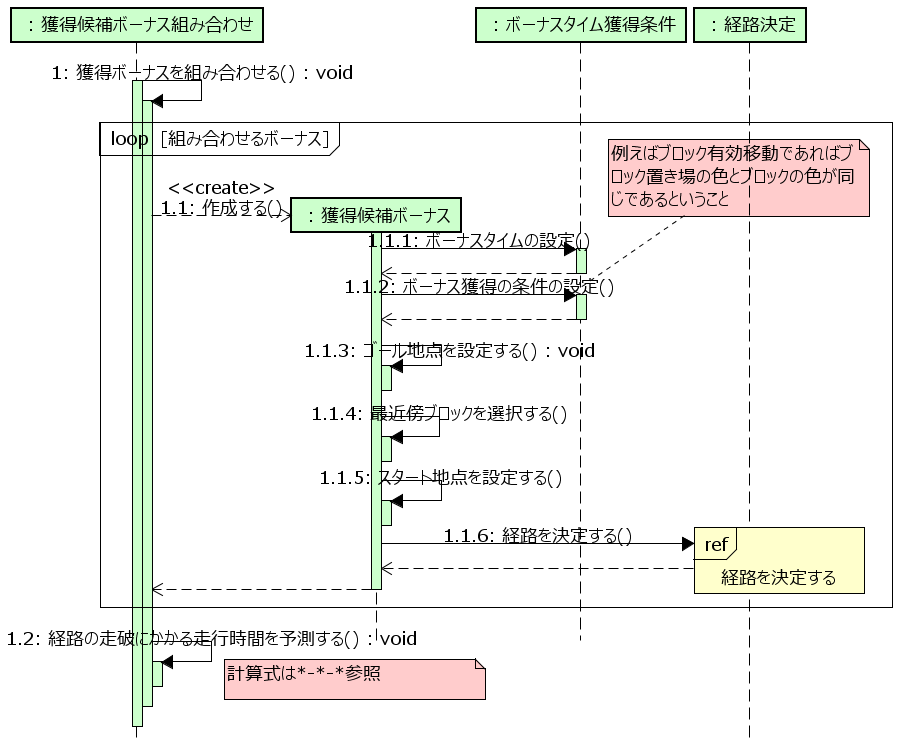 : 獲得候補ボーナス組み合わせ
: ボーナスタイム獲得条件
: 経路決定
1: 獲得ボーナスを組み合わせる() : void
loop [組み合わせるボーナス]
例えばブロック有効移動であればブ
ロック置き場の色とブロックの色が同
じであるということ
<<create>>
1.1: 作成する()
: 獲得候補ボーナス
1.1.1: ボーナスタイムの設定()
1.1.2: ボーナス獲得の条件の設定()
1.1.3: ゴール地点を設定する() : void
1.1.4: 最近傍ブロックを選択する()
1.1.5: スタート地点を設定する()
1.1.6: 経路を決定する()
ref
経路を決定する
1.2: 経路の走破にかかる走行時間を予測する() : void
計算式は*-*-*参照